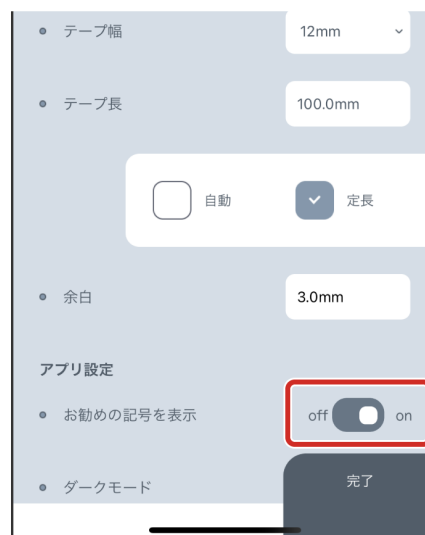 テープ幅 12mm
テープ長 100.0mm
自動 定長
余白 3.0mm
アプリ設定
お勧めの記号を表示 off on
ダークモード
完了